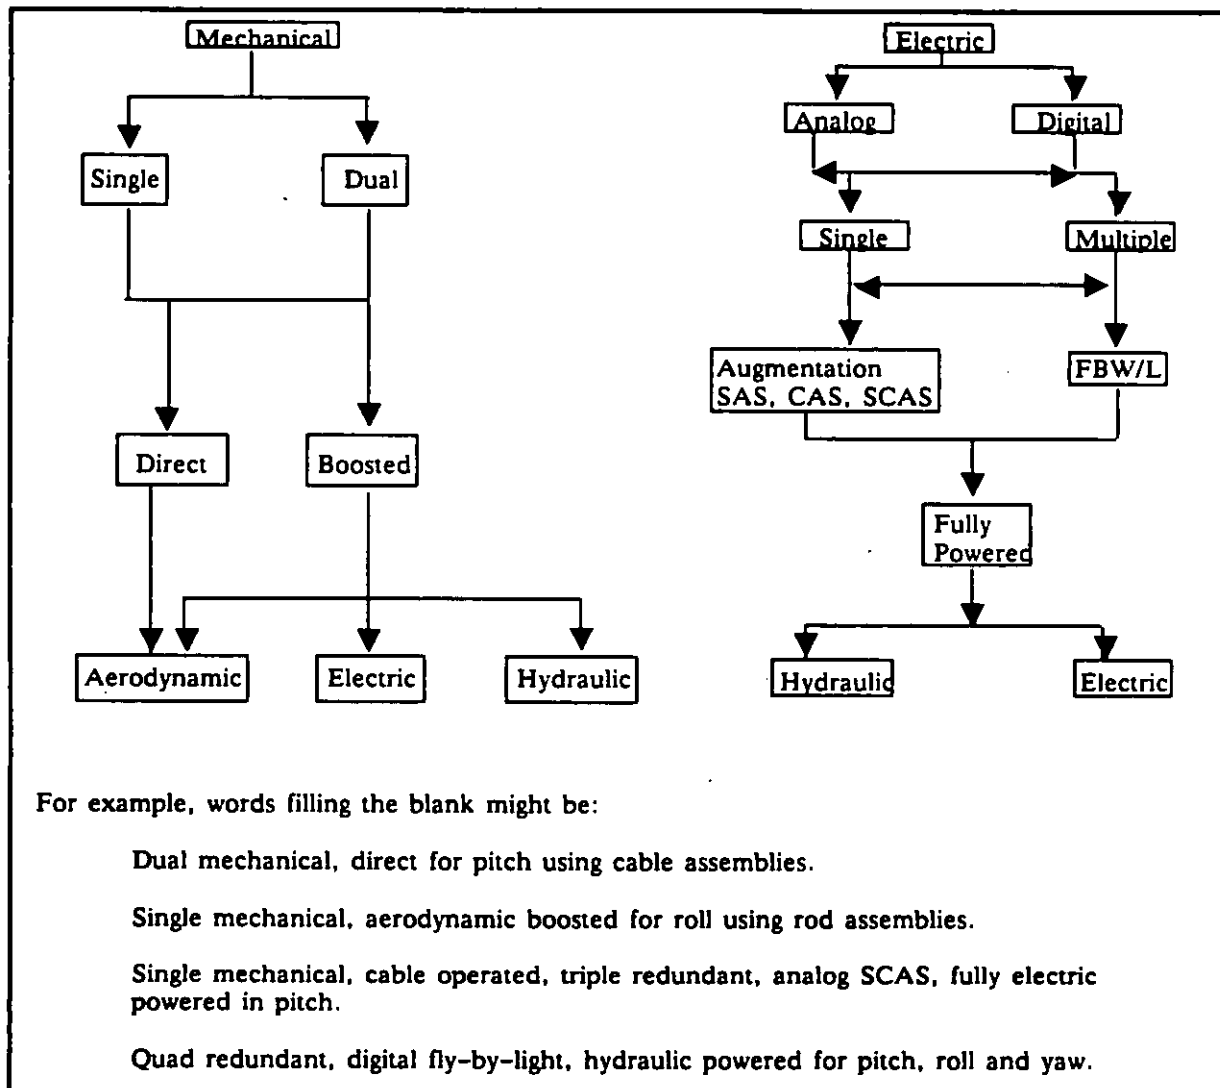 Mechanical
Electric
Analog
Digital
Single
Dual
Single
Multiple
Augmentation
SAS, CAS, SCAS
FBW/L
Direct
Boosted
Fully
Powered
Aerodynamic
Electric
Hydraulic
Hydraulic
Electric
For example, words filling the blank might be:
Dual mechanical, direct for pitch using cable assemblies.
Single mechanical, aerodynamic boosted for roll using rod assemblies.
Single mechanical, cable operated, triple redundant, analog SCAS, fully electric
powered in pitch.
Quad redundant, digital fly-by-light, hydraulic powered for pitch, roll and yaw.